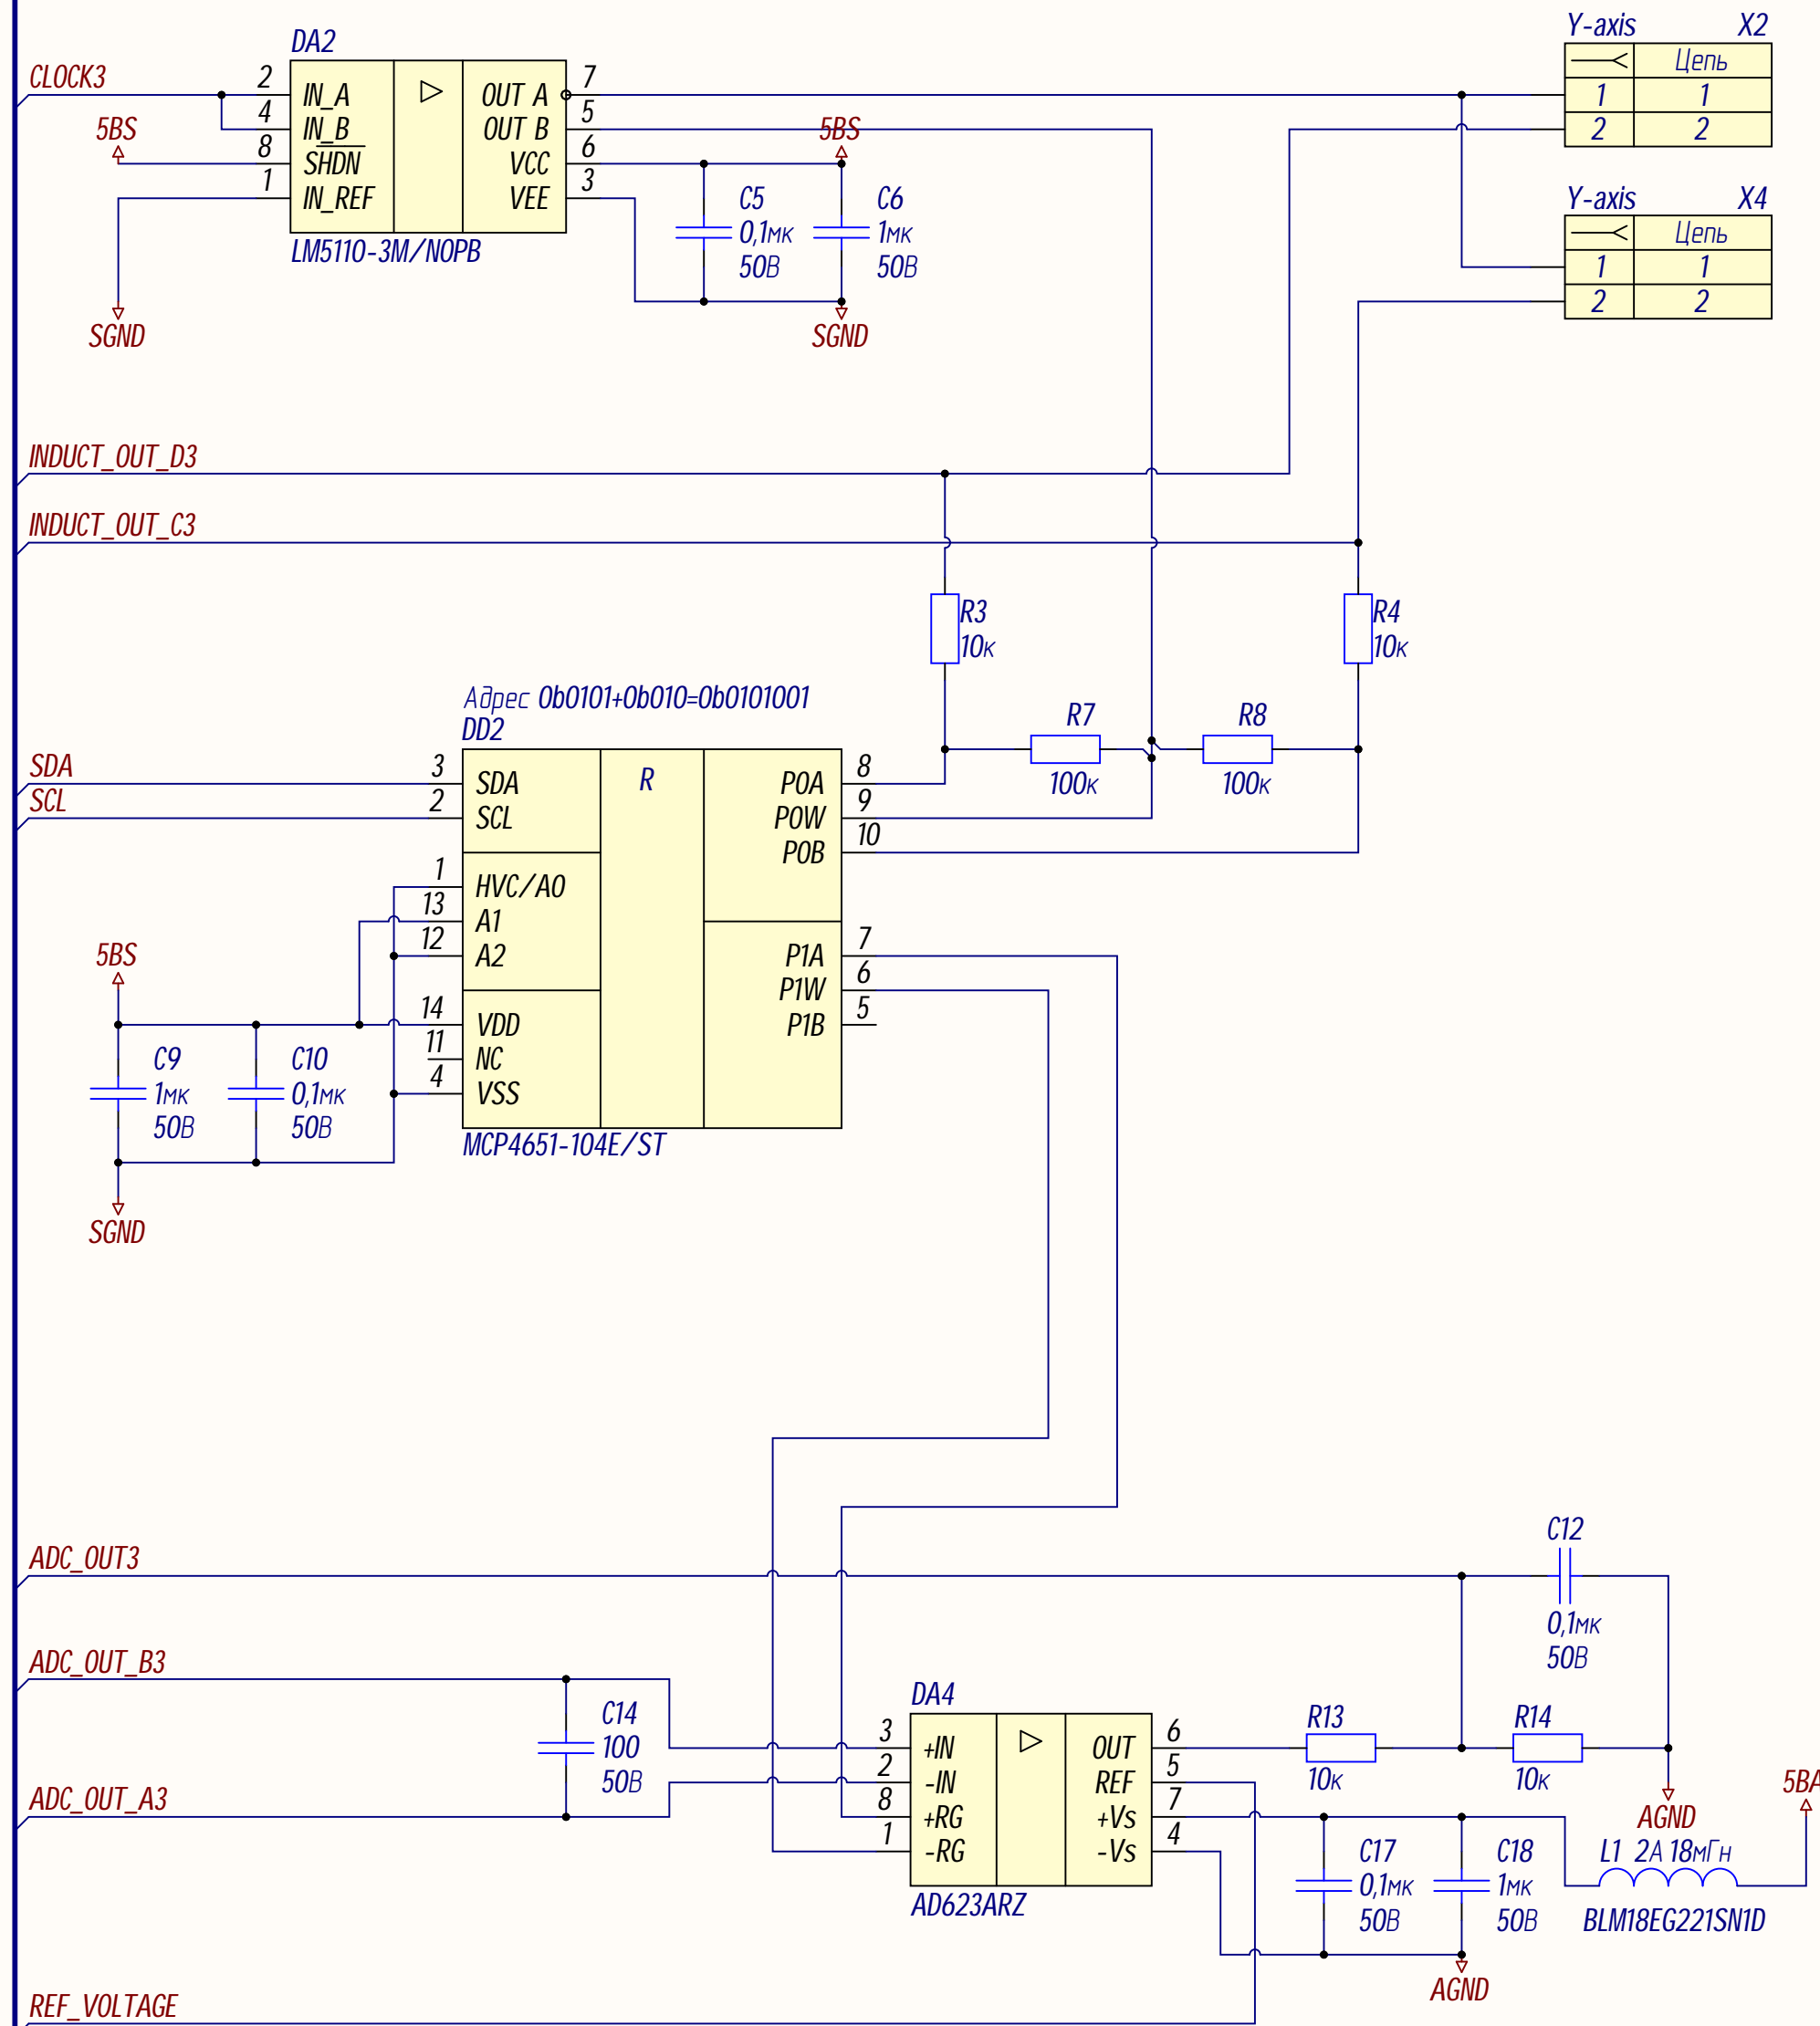 DA2
CLOCK3
2
IN_A
OUT A
7
4
IN_B
OUT B
5
5BS
8
SHDN
VCC
6
5BS
1
IN_REF
VEE
3
LM5110-3M/NOPB
SGND
C5
0,1мк
50В
C6
1мк
50В
SGND
Y-axis X2
Цепь
1 1
2 2
Y-axis X4
Цепь
1 1
2 2
INDUCT_OUT_D3
INDUCT_OUT_C3
R3
10к
R4
10к
R7
100к
R8
100к
Адрес 0b0101+0b010=0b0101001
DD2
SDA
3
SDA
R
P0A
8
SCL
2
SCL
P0W
9
P0B
10
1
HVC/A0
13
A1
12
A2
P1A
7
P1W
6
P1B
5
14
VDD
11
NC
4
VSS
MCP4651-104E/ST
5BS
C9
1мк
50В
C10
0,1мк
50В
SGND
ADC_OUT3
C12
0,1мк
50В
ADC_OUT_B3
C14
100
50В
ADC_OUT_A3
DA4
3
+IN
OUT
6
2
-IN
REF
5
8
+RG
+Vs
7
1
-RG
-Vs
4
AD623ARZ
R13
10к
R14
10к
AGND
5BA
C17
0,1мк
50В
C18
1мк
50В
L1 2А 18мГн
BLM18EG221SN1D
AGND
REF_VOLTAGE